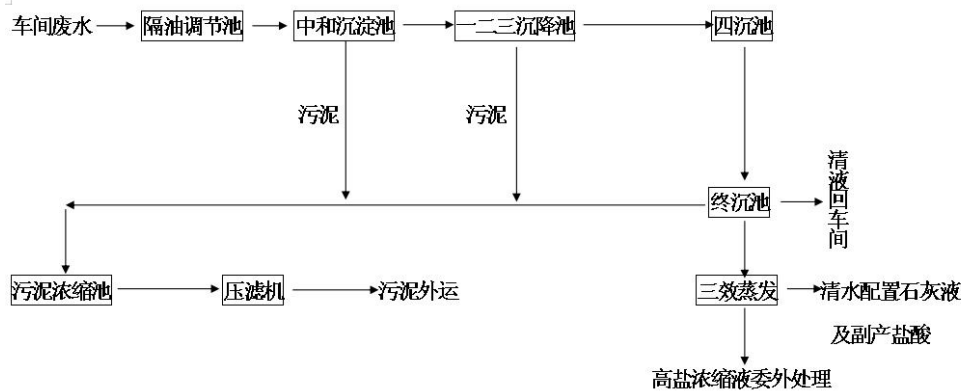 车间废水
隔油调节池
中和沉淀池
一二三沉降池
四沉池
污泥
污泥
清液回车间
终沉池
污泥浓缩池
压滤机
污泥外运
三效蒸发
清水配置石灰液
及副产盐酸
高盐浓缩液委外处理